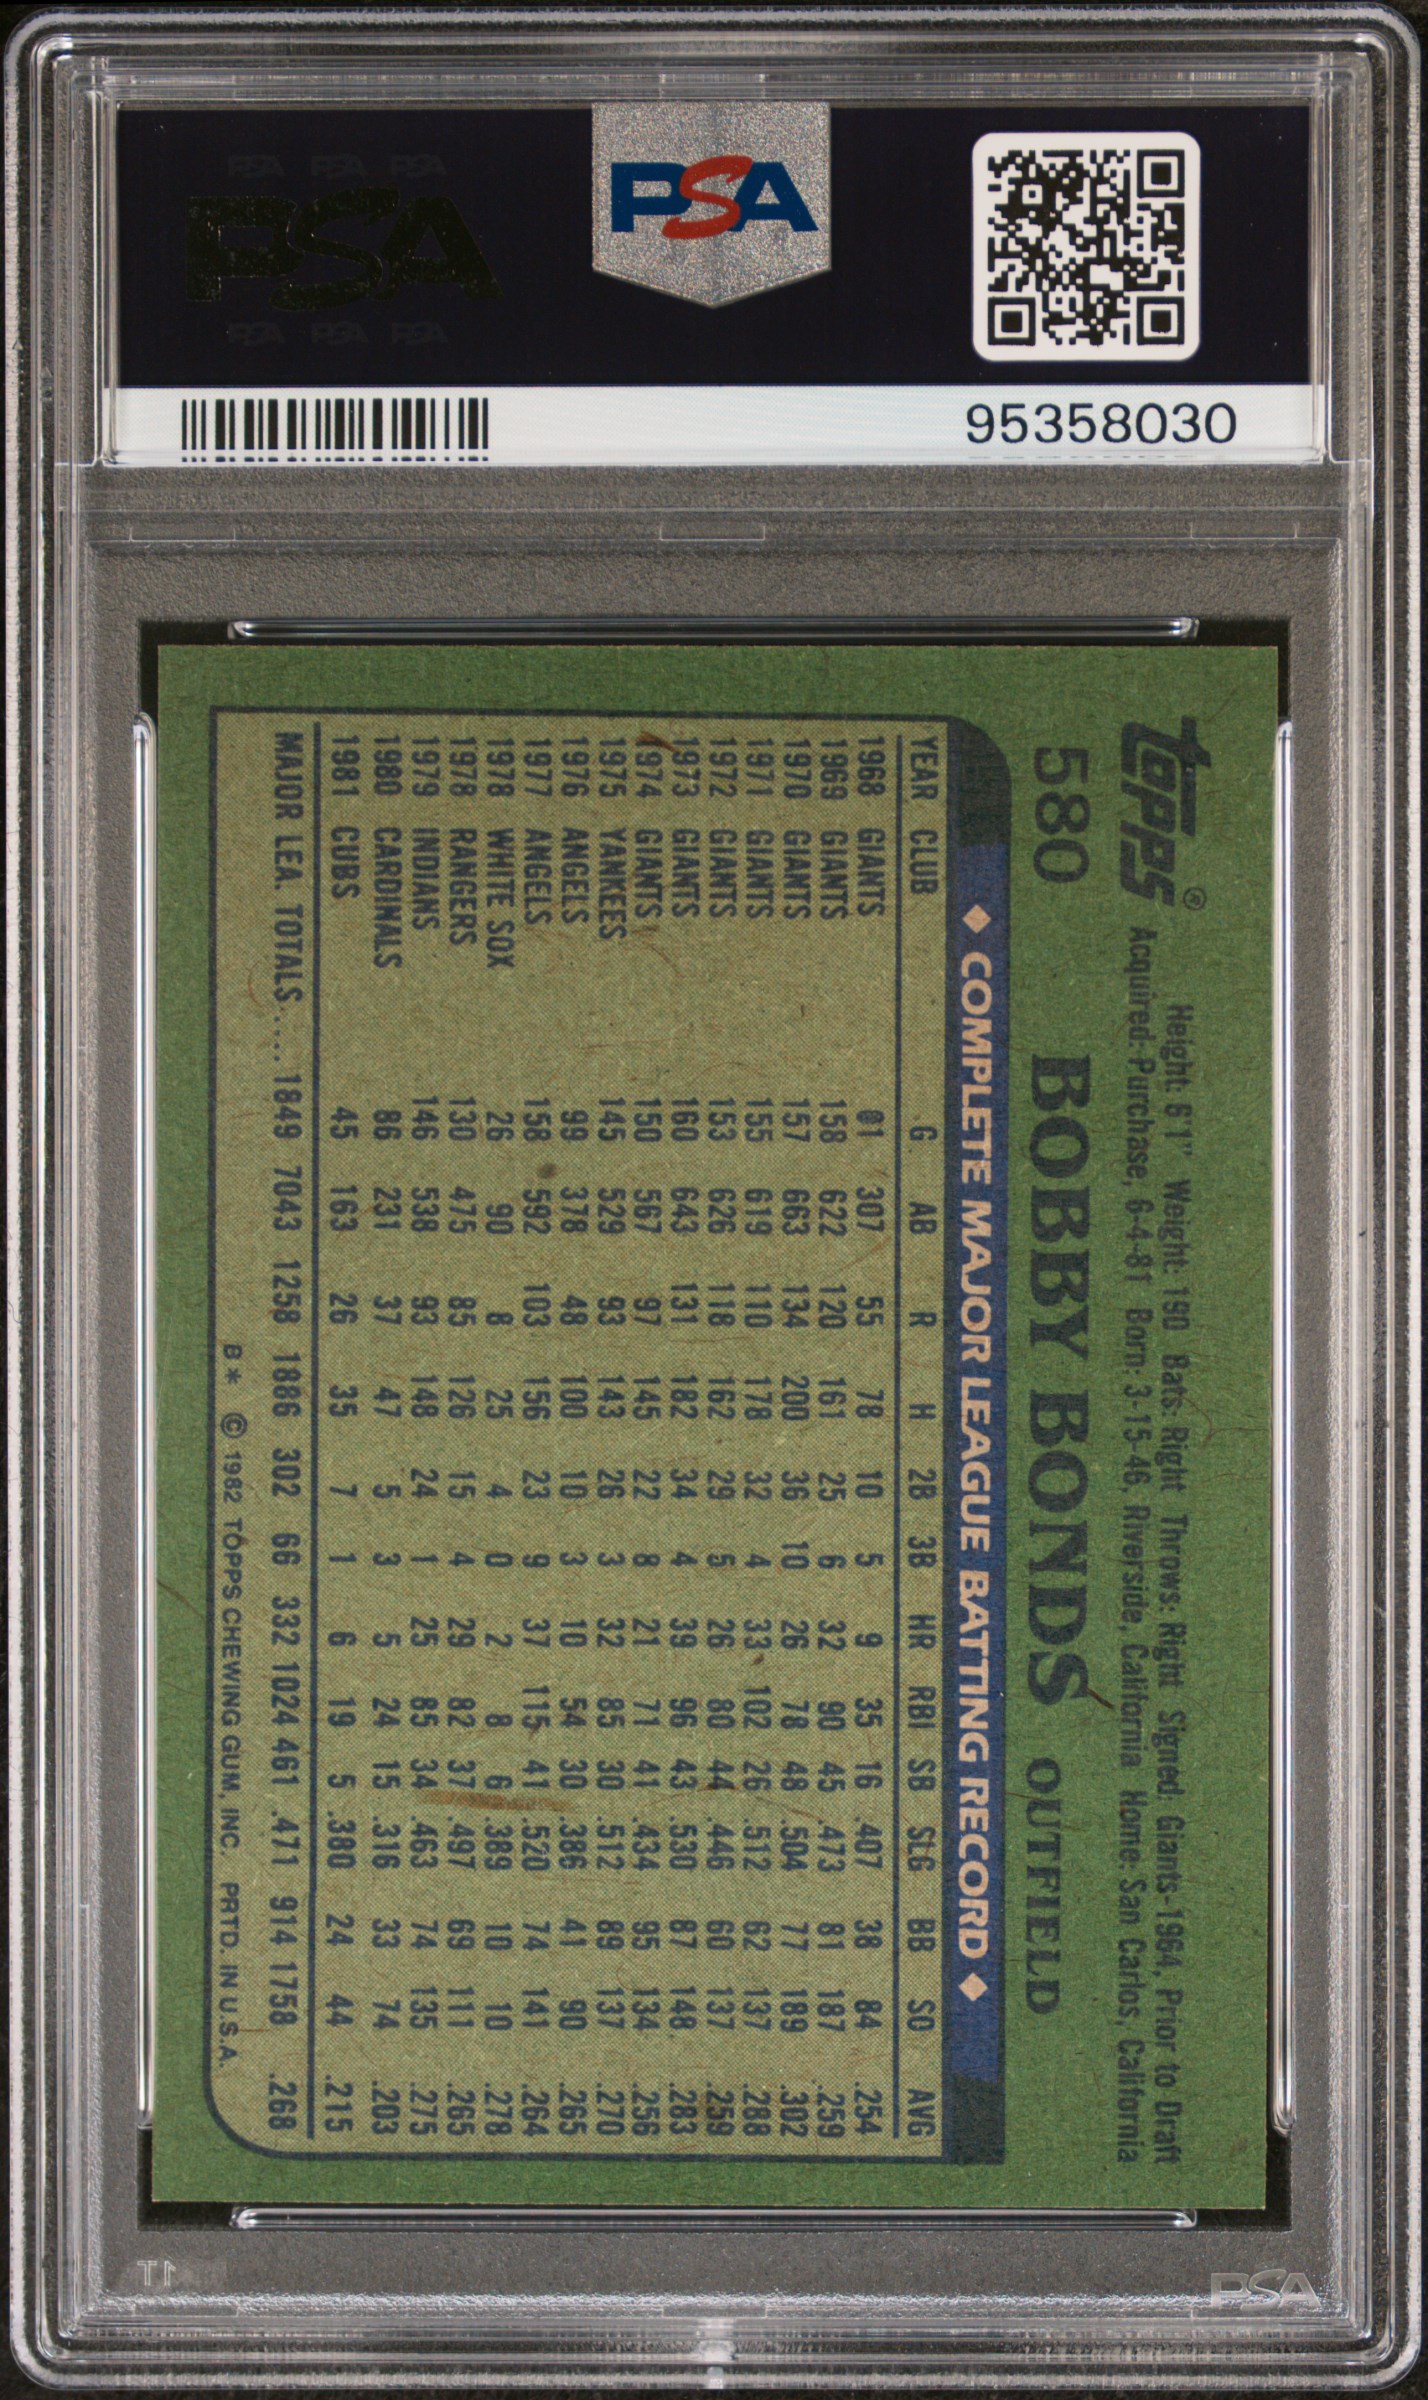 PSA PSA PSA
PSA
PSA PSA PSA
PSA
95358030
topps®
Height: 6'1" Weight: 190 Bats: Right Throws: Right Signed: Giants-1964, Prior to Draft
Acquired: Purchase, 6-4-81 Born: 3-15-46, Riverside, California Home: San Carlos, California
580 BOBBY BONDS OUTFIELD
◆ COMPLETE MAJOR LEAGUE BATTING RECORD ◆
YEAR CLUB G AB R H 2B 3B HR RBI SB SLG BB SO AVG
1968 GIANTS 81 307 55 78 10 5 9 35 16 .407 38 84 .254
1969 GIANTS 158 622 120 161 25 6 32 90 45 .473 81 187 .259
1970 GIANTS 157 663 134 200 36 10 26 78 48 .504 77 189 .302
1971 GIANTS 155 619 110 178 32 4 33 102 26 .512 62 137 .288
1972 GIANTS 153 626 118 162 29 5 26 80 44 .446 60 137 .259
1973 GIANTS 160 643 131 182 34 4 39 96 43 .530 87 148 .283
1974 GIANTS 150 567 97 145 22 8 21 71 41 .434 95 134 .256
1975 YANKEES 145 529 93 143 26 3 32 85 30 .512 89 137 .270
1976 ANGELS 99 378 48 100 10 3 10 54 30 .386 41 90 .265
1977 ANGELS 158 592 103 156 23 9 37 115 41 .520 74 141 .264
1978 WHITE SOX 26 90 8 25 4 0 2 8 6 .389 10 10 .278
1978 RANGERS 130 475 85 126 15 4 29 82 37 .497 69 111 .265
1979 INDIANS 146 538 93 148 24 1 25 85 34 .463 74 135 .275
1980 CARDINALS 86 231 37 47 5 3 5 24 15 .316 33 74 .203
1981 CUBS 45 163 26 35 7 1 6 19 5 .380 24 44 .215
MAJOR LEA. TOTALS.... 1849 7043 1258 1886 302 66 332 1024 461 .471 914 1758 .268
B* © 1982 TOPPS CHEWING GUM, INC. PRTD. IN U.S.A.
PSA